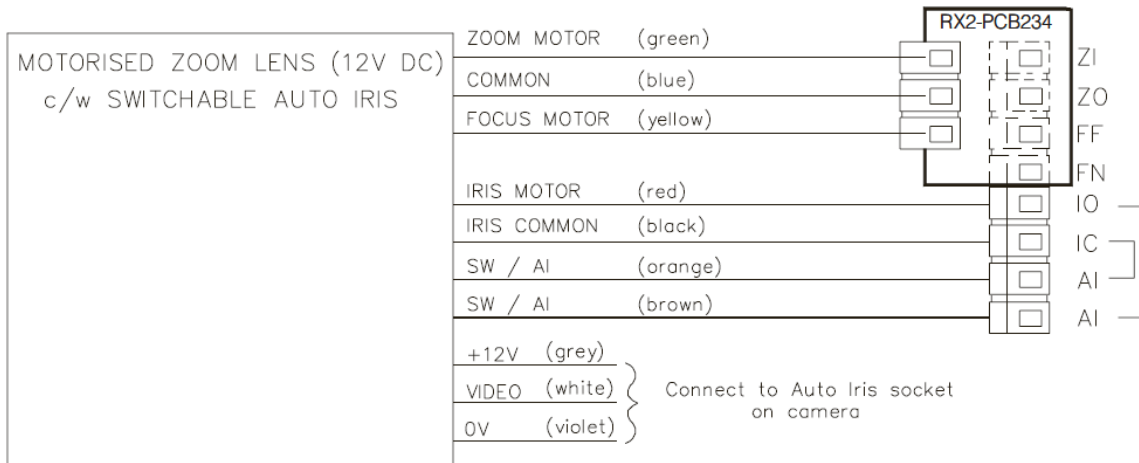 RX2-PCB234
MOTORISED ZOOM LENS (12V DC)
c/w SWITCHABLE AUTO IRIS
ZOOM MOTOR (green)
COMMON (blue)
FOCUS MOTOR (yellow)
IRIS MOTOR (red)
IRIS COMMON (black)
SW / AI (orange)
SW / AI (brown)
+12V (grey)
VIDEO (white)
0V (violet)
Connect to Auto Iris socket
on camera
ZI
ZO
FF
FN
IO
IC
AI
AI